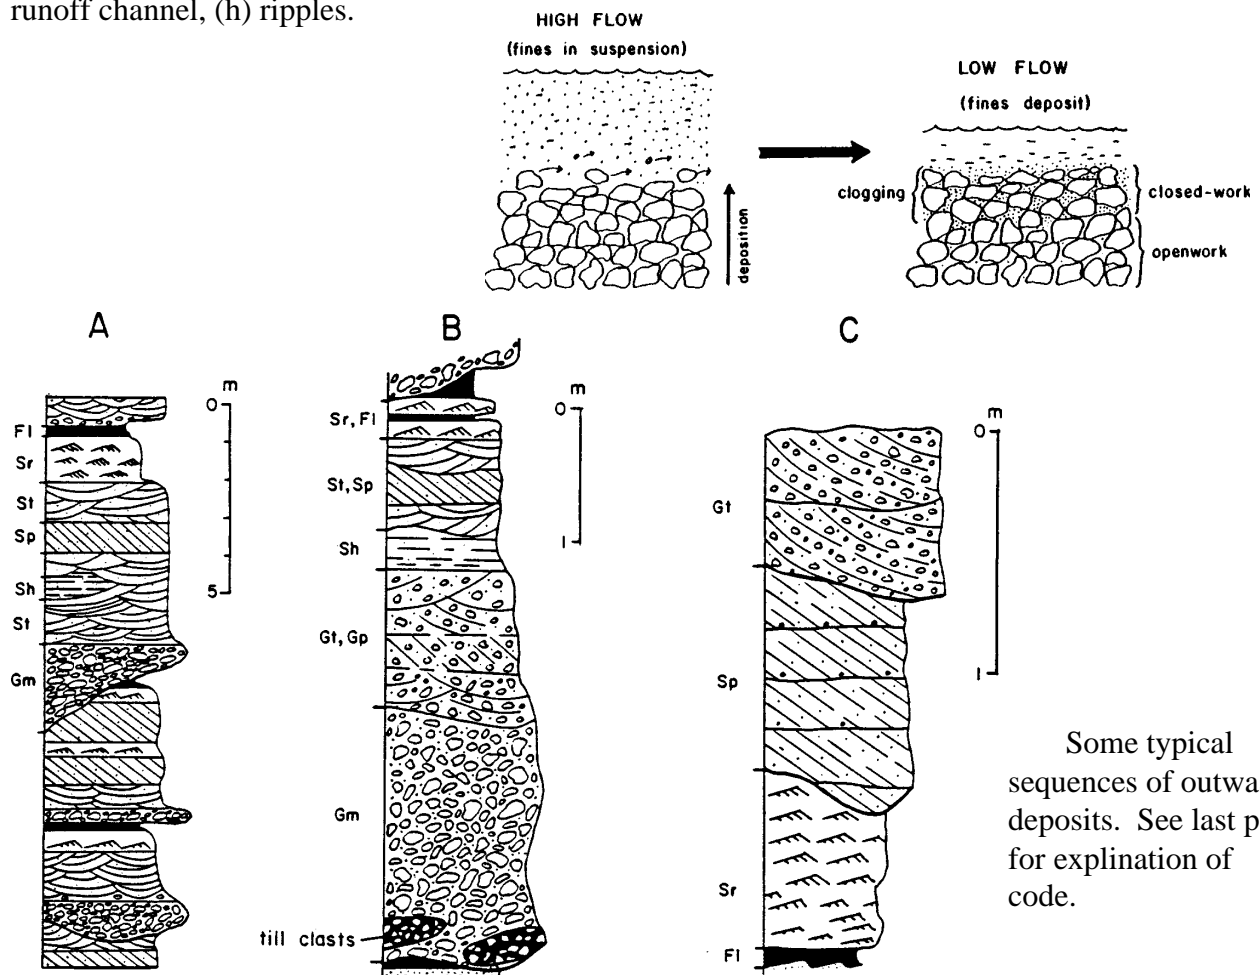 runoff channel, (h) ripples.
HIGH FLOW
(fines in suspension)
LOW FLOW
(fines deposit)
clogging
closed-work
openwork
deposition
A
m
0
5
Fl
Sr
St
Sp
Sh
St
Gm
B
m
0
1
Sr, Fl
St, Sp
Sh
Gt, Gp
Gm
till clasts
C
m
0
1
Gt
Sp
Sr
Fl
Some typical
sequences of outwa
deposits. See last p
for explination of
code.